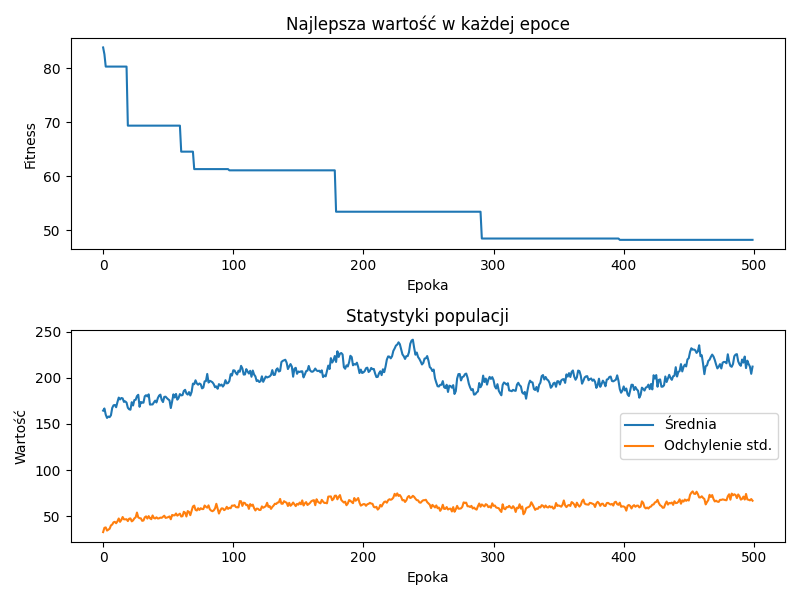 Najlepsza wartość w każdej epoce
80
70
60
50
Fitness
0 100 200 300 400 500
Epoka
Statystyki populacji
250
200
150
100
50
Wartość
Średnia
Odchylenie std.
0 100 200 300 400 500
Epoka